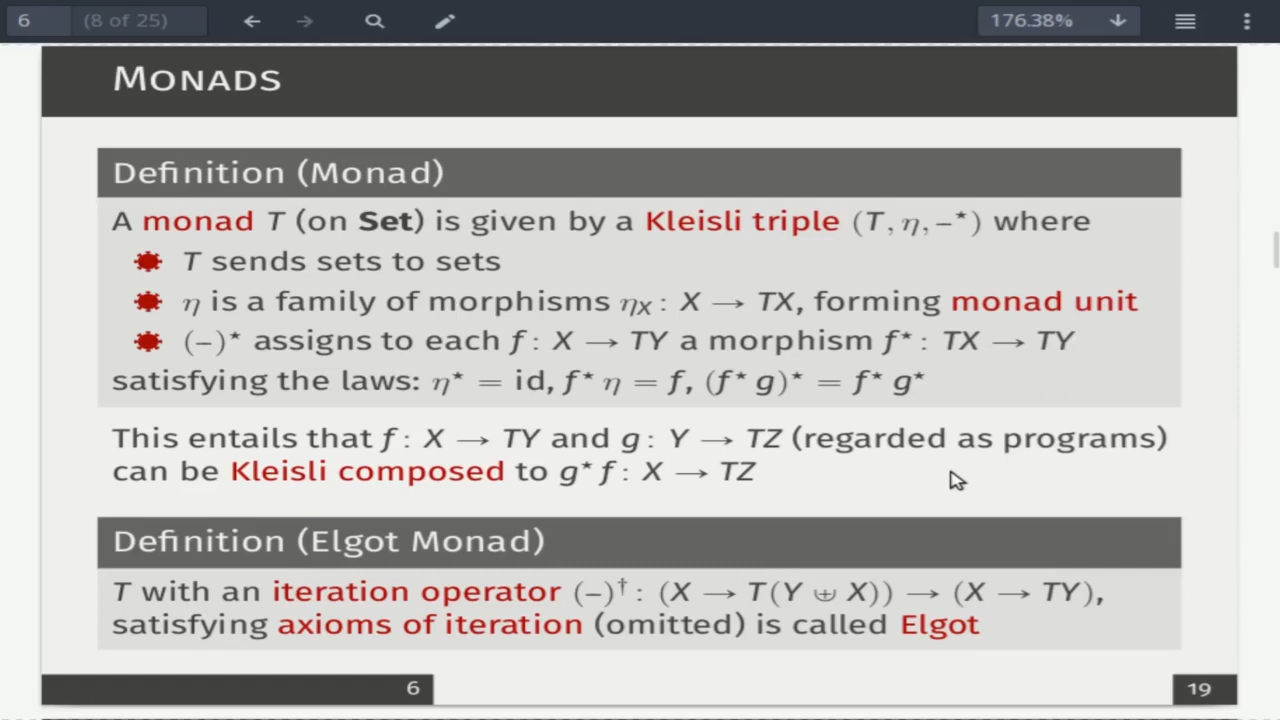 6 (8 of 25) 176.38%
Monads
Definition (Monad)
A monad T (on Set) is given by a Kleisli triple (T, η, –⋆) where
T sends sets to sets
η is a family of morphisms ηX : X → TX, forming monad unit
(–)⋆ assigns to each f : X → TY a morphism f⋆ : TX → TY
satisfying the laws: η⋆ = id, f⋆ η = f, (f⋆ g)⋆ = f⋆ g⋆
This entails that f : X → TY and g : Y → TZ (regarded as programs)
can be Kleisli composed to g⋆ f : X → TZ
Definition (Elgot Monad)
T with an iteration operator (–)† : (X → T(Y ⊎ X)) → (X → TY),
satisfying axioms of iteration (omitted) is called Elgot
6 19